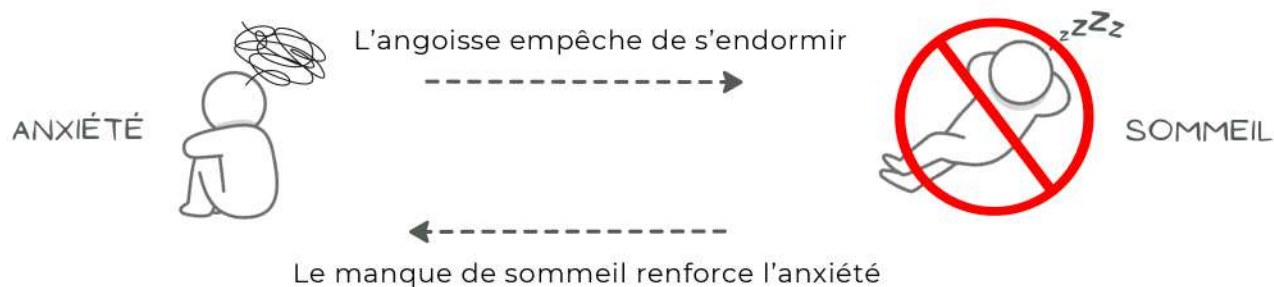 zZZz
L'angoisse empêche de s'endormir
ANXIÉTÉ
SOMMEIL
Le manque de sommeil renforce l'anxiété